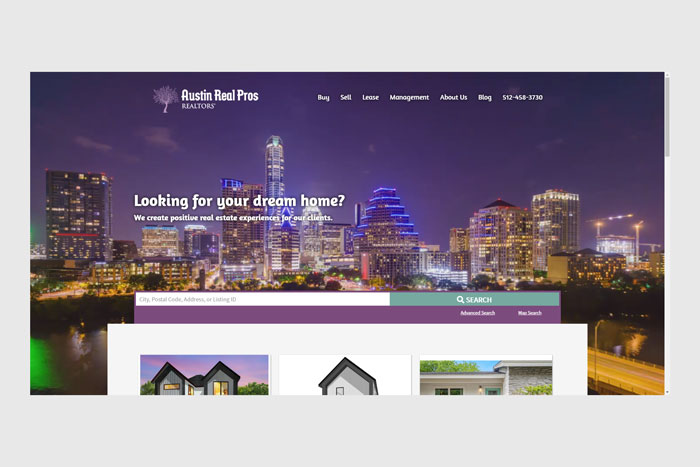 Austin Real Pros
REALTORS®
Buy Sell Lease Management About Us Blog 512-458-3730
Looking for your dream home?
We create positive real estate experiences for our clients.
City, Postal Code, Address, or Listing ID
SEARCH
Advanced Search Map Search